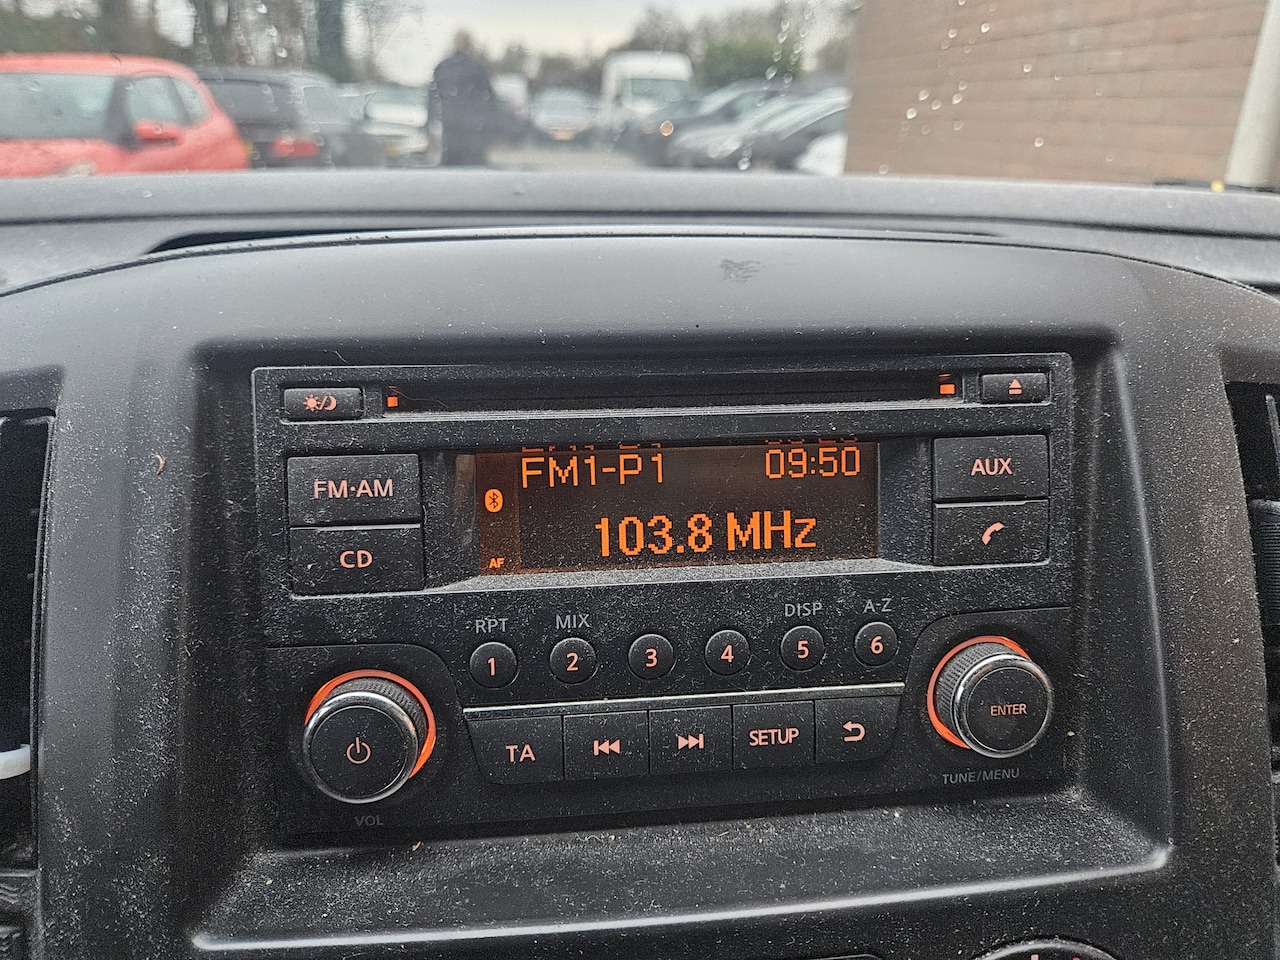 FM1-P1 09:50
103.8 MHz
AF
FM·AM
CD
AUX
RPT MIX DISP A-Z
1 2 3 4 5 6
TA SETUP
ENTER
TUNE/MENU
VOL